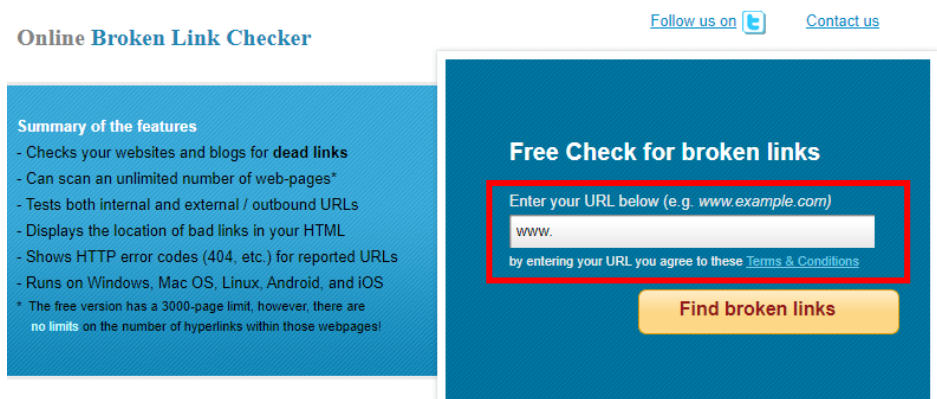 Follow us on
Contact us
Online Broken Link Checker
Summary of the features
- Checks your websites and blogs for dead links
- Can scan an unlimited number of web-pages*
- Tests both internal and external / outbound URLs
- Displays the location of bad links in your HTML
- Shows HTTP error codes (404, etc.) for reported URLs
- Runs on Windows, Mac OS, Linux, Android, and iOS
* The free version has a 3000-page limit, however, there are
no limits on the number of hyperlinks within those webpages!
Free Check for broken links
Enter your URL below (e.g. www.example.com)
www.
by entering your URL you agree to these Terms & Conditions
Find broken links